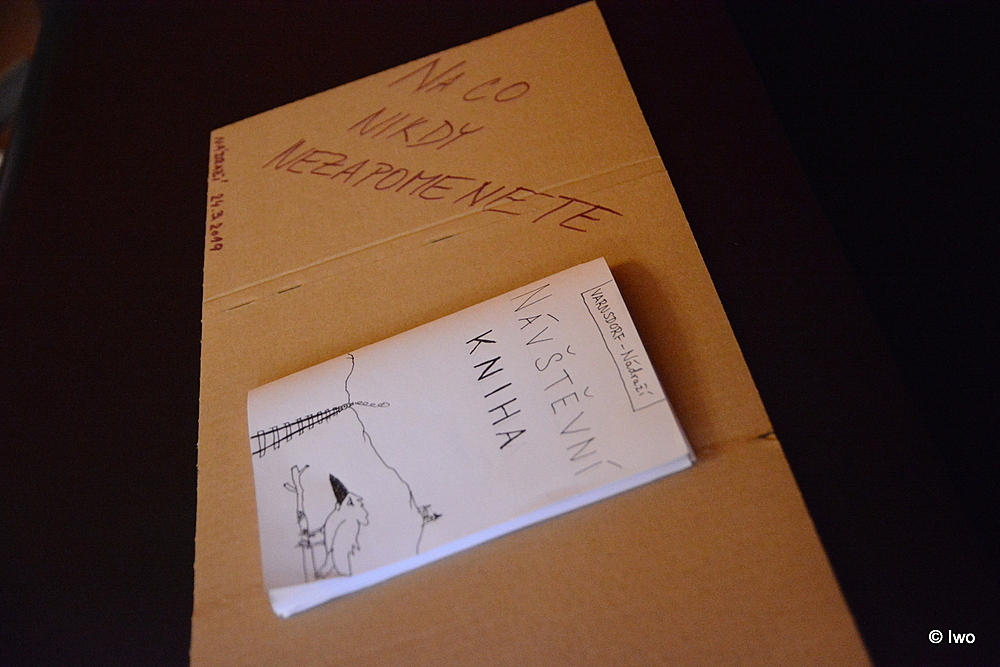 NA CO
NIKDY
NEZAPOMENETE
NÁDRAŽÍ 24.3.2019
VARNSDORF - Nádraží
NÁVŠTĚVNÍ
KNIHA
© Iwo